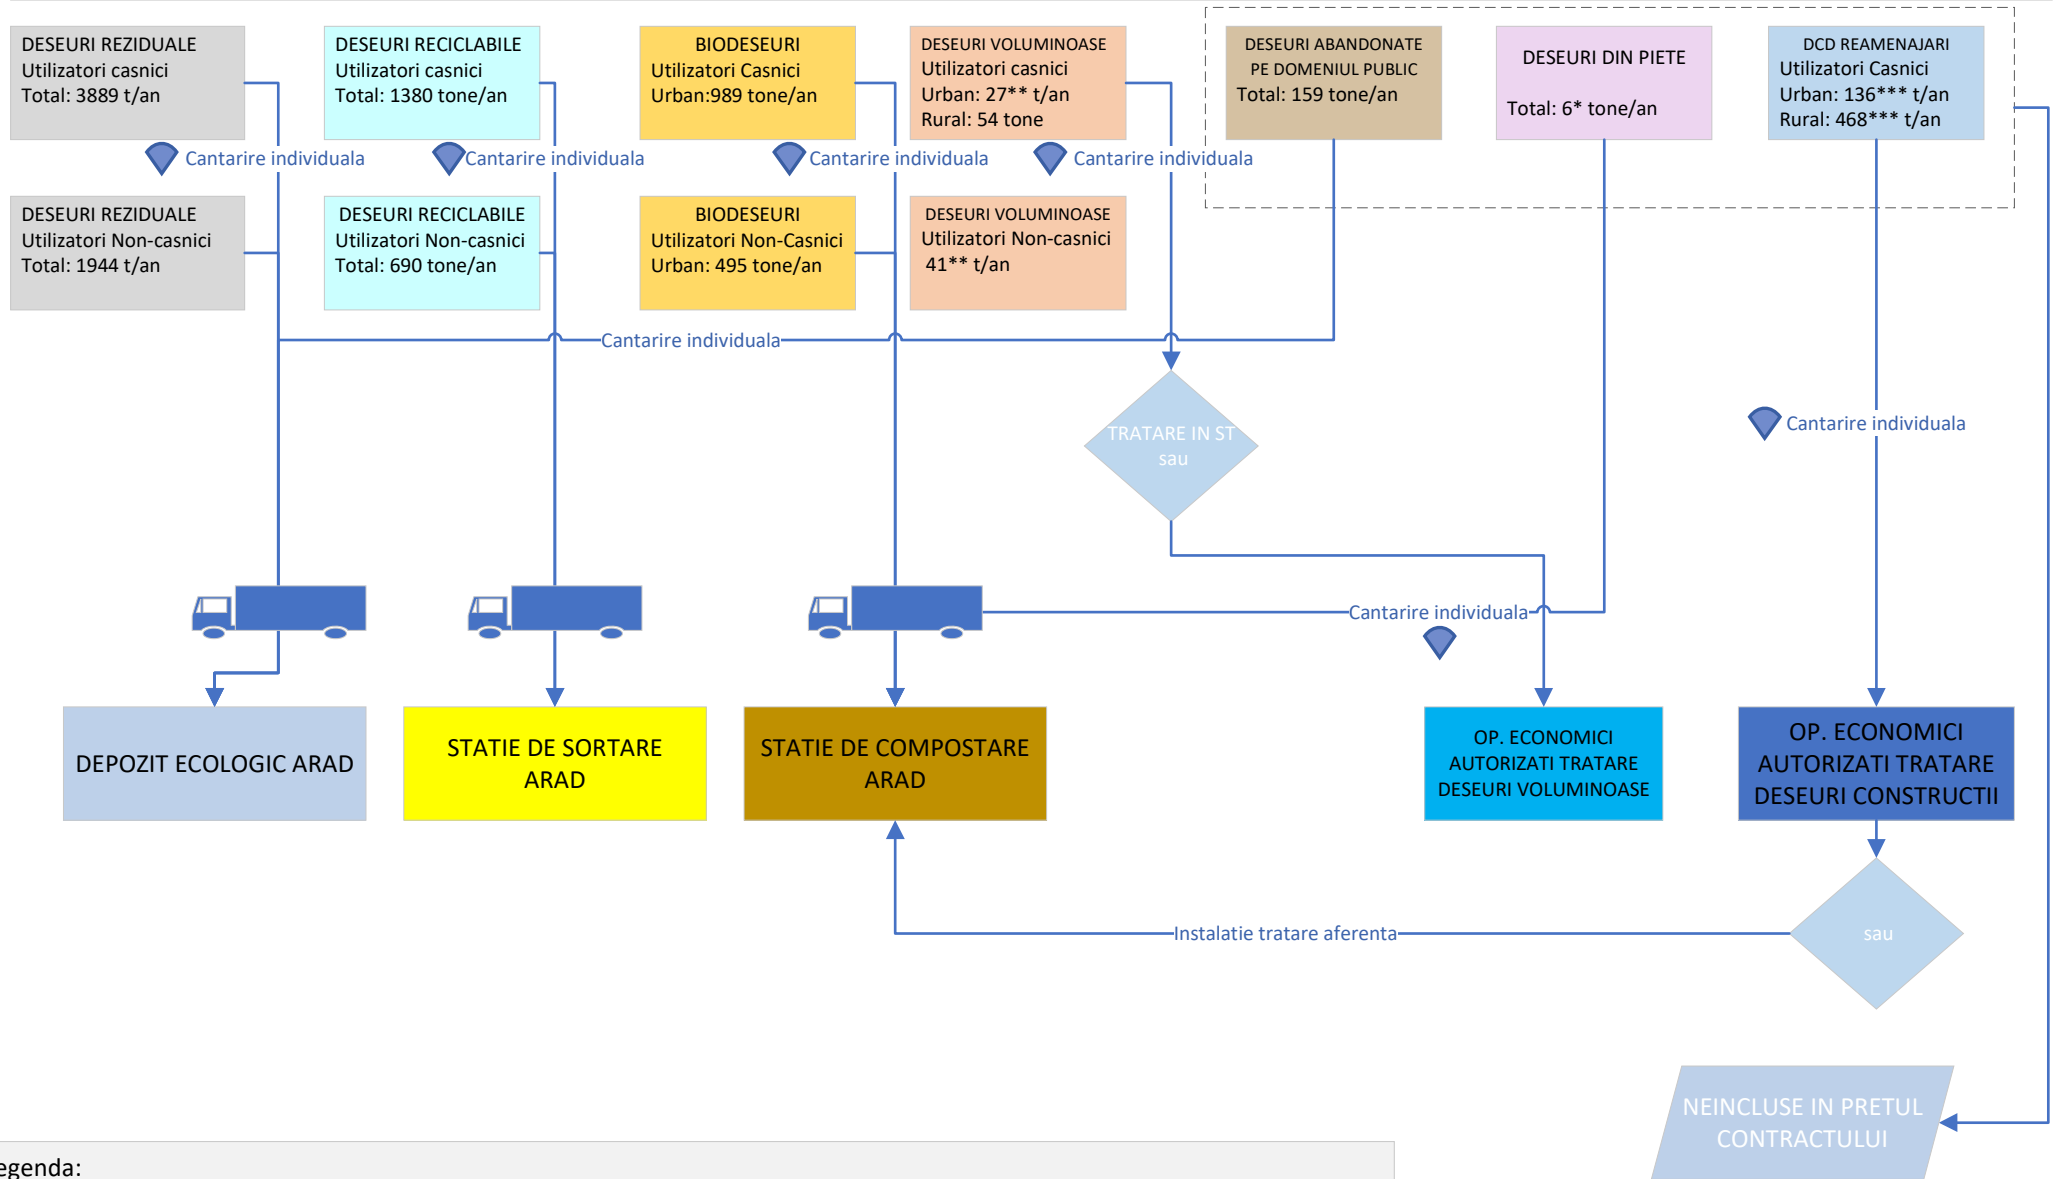 DESEURI REZIDUALE
Utilizatori casnici
Total: 3889 t/an
DESEURI RECICLABILE
Utilizatori casnici
Total: 1380 tone/an
BIODESEURI
Utilizatori Casnici
Urban:989 tone/an
DESEURI VOLUMINOASE
Utilizatori casnici
Urban: 27** t/an
Rural: 54 tone
DESEURI ABANDONATE
PE DOMENIUL PUBLIC
Total: 159 tone/an
DESEURI DIN PIETE
Total: 6* tone/an
DCD REAMENAJARI
Utilizatori Casnici
Urban: 136*** t/an
Rural: 468*** t/an
Cantarire individuala
Cantarire individuala
Cantarire individuala
Cantarire individuala
DESEURI REZIDUALE
Utilizatori Non-casnici
Total: 1944 t/an
DESEURI RECICLABILE
Utilizatori Non-casnici
Total: 690 tone/an
BIODESEURI
Utilizatori Non-Casnici
Urban: 495 tone/an
DESEURI VOLUMINOASE
Utilizatori Non-casnici
41** t/an
Cantarire individuala
TRATARE IN ST
sau
Cantarire individuala
Cantarire individuala
DEPOZIT ECOLOGIC ARAD
STATIE DE SORTARE
ARAD
STATIE DE COMPOSTARE
ARAD
OP. ECONOMICI
AUTORIZATI TRATARE
DESEURI VOLUMINOASE
OP. ECONOMICI
AUTORIZATI TRATARE
DESEURI CONSTRUCTII
Instalatie tratare aferenta
sau
NEINCLUSE IN PRETUL
CONTRACTULUI
egenda: